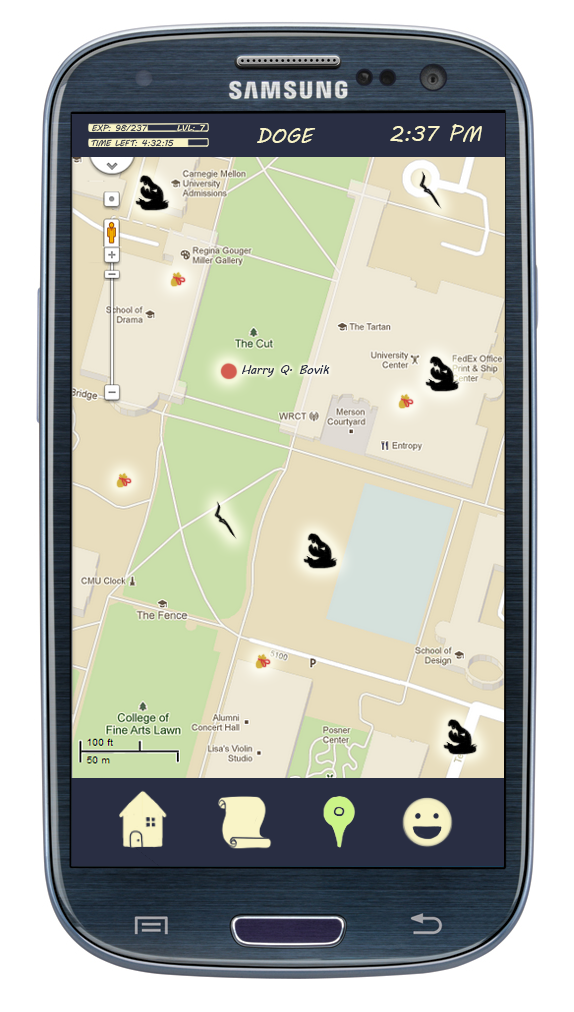 SAMSUNG
EXP: 98/237 LVL: 7
TIME LEFT: 4:32:15
DOGE
2:37 PM
Carnegie Mellon
University
Admissions
Regina Gouger
Miller Gallery
School of
Drama
The Cut
The Tartan
University
Center
FedEx Office
Print & Ship
Center
Harry Q. Bovik
Bridge
WRCT
Merson
Courtyard
Entropy
CMU Clock
The Fence
5100
P
School of
Design
College of
Fine Arts Lawn
Alumni
Concert Hall
Posner
Center
Lisa's Violin
Studio
100 ft
50 m
Te